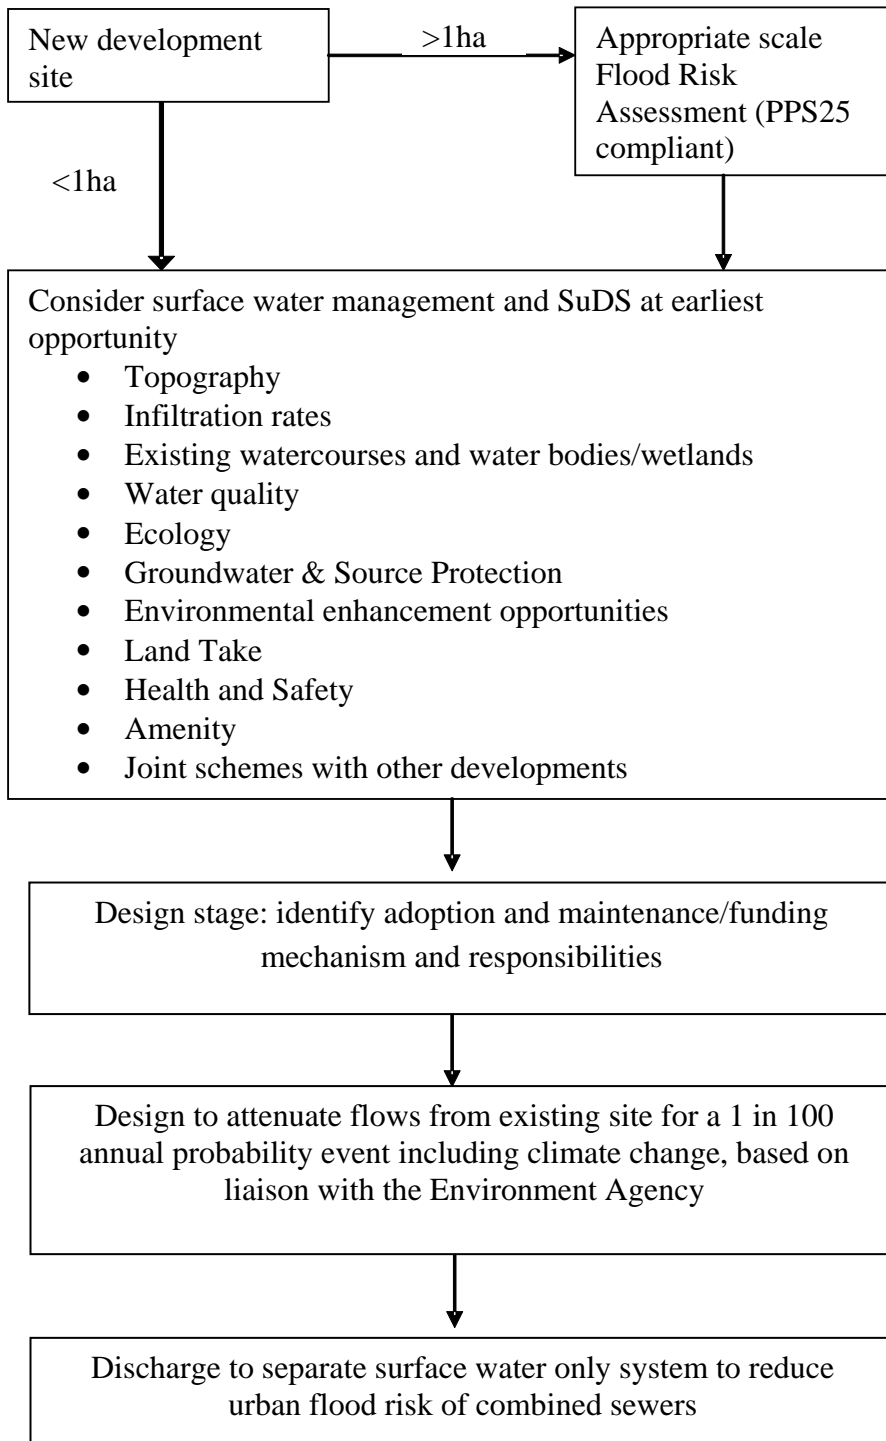 New development
site
>1ha
Appropriate scale
Flood Risk
Assessment (PPS25
compliant)
<1ha
Consider surface water management and SuDS at earliest
opportunity
• Topography
• Infiltration rates
• Existing watercourses and water bodies/wetlands
• Water quality
• Ecology
• Groundwater & Source Protection
• Environmental enhancement opportunities
• Land Take
• Health and Safety
• Amenity
• Joint schemes with other developments
Design stage: identify adoption and maintenance/funding
mechanism and responsibilities
Design to attenuate flows from existing site for a 1 in 100
annual probability event including climate change, based on
liaison with the Environment Agency
Discharge to separate surface water only system to reduce
urban flood risk of combined sewers